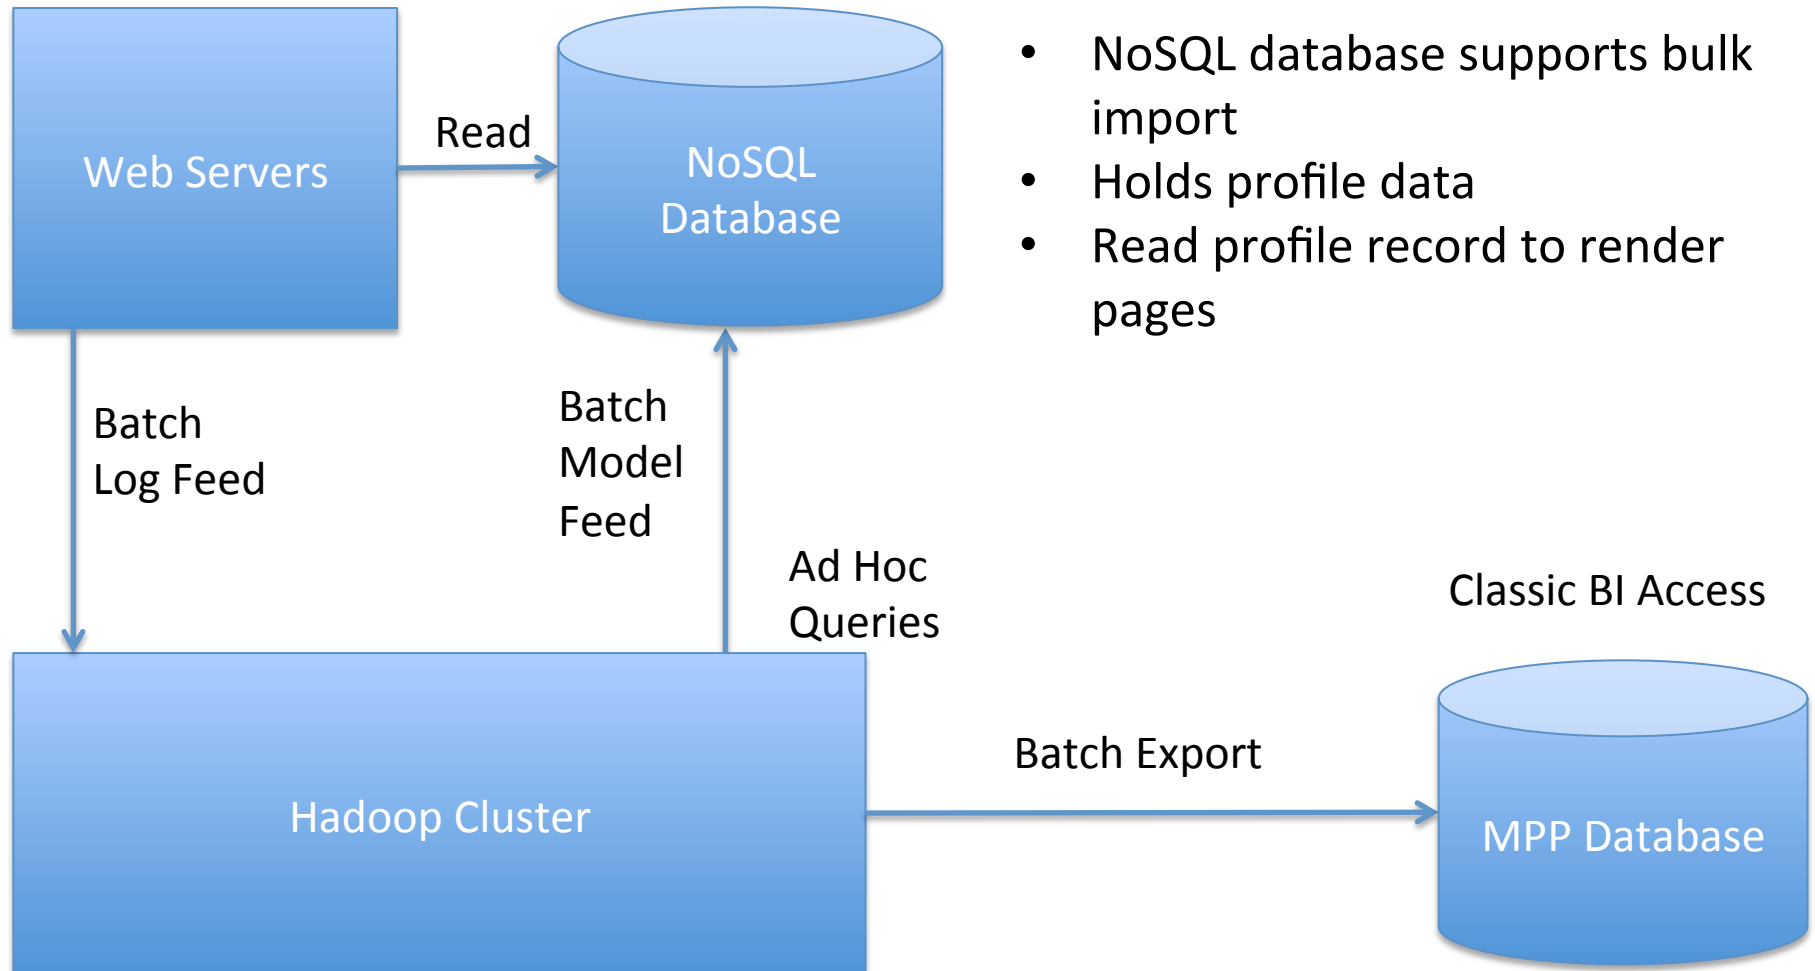 Web Servers
Read
NoSQL
Database
• NoSQL database supports bulk
import
• Holds profile data
• Read profile record to render
pages
Batch
Log Feed
Batch
Model
Feed
Ad Hoc
Queries
Classic BI Access
Hadoop Cluster
Batch Export
MPP Database